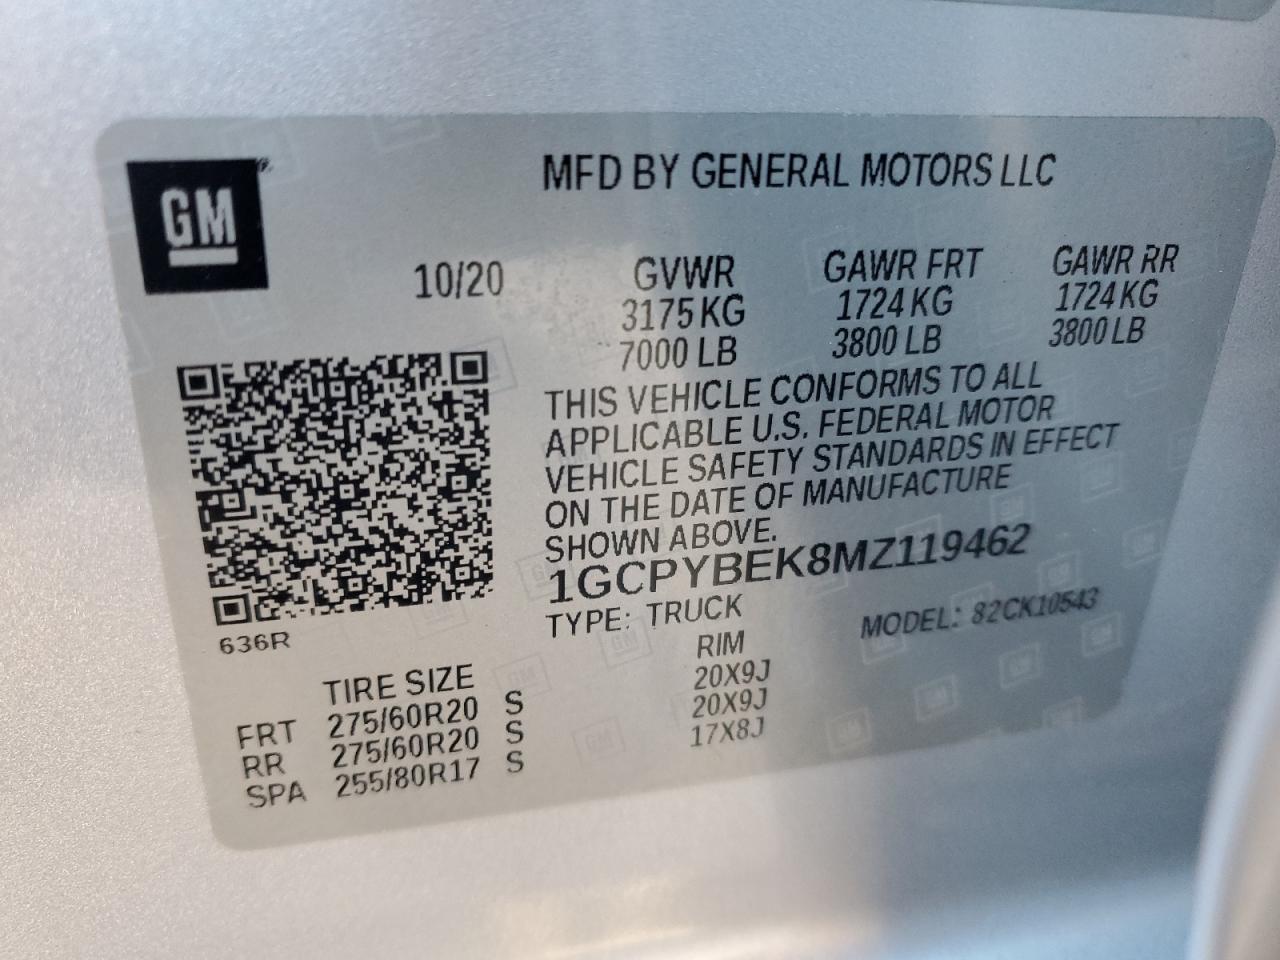 GM
MFD BY GENERAL MOTORS LLC
10/20
GVWR GAWR FRT GAWR RR
3175 KG 1724 KG 1724 KG
7000 LB 3800 LB 3800 LB
THIS VEHICLE CONFORMS TO ALL
APPLICABLE U.S. FEDERAL MOTOR
VEHICLE SAFETY STANDARDS IN EFFECT
ON THE DATE OF MANUFACTURE
SHOWN ABOVE.
1GCPYBEK8MZ119462
TYPE: TRUCK MODEL: 82CK10543
636R
TIRE SIZE RIM
FRT 275/60R20 S 20X9J
RR 275/60R20 S 20X9J
SPA 255/80R17 S 17X8J